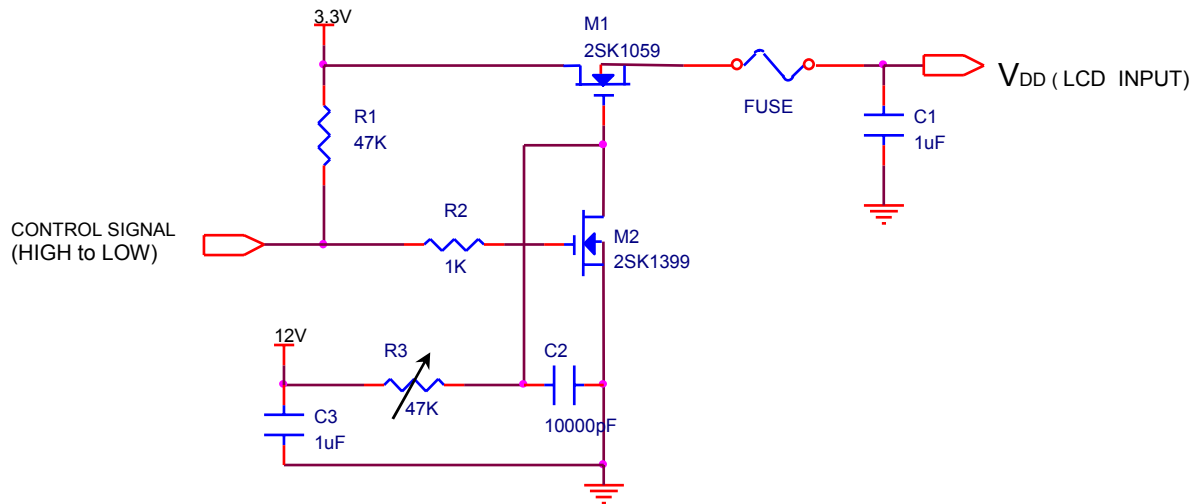 3.3V
M1
2SK1059
FUSE
VDD ( LCD INPUT)
R1
47K
C1
1uF
CONTROL SIGNAL
(HIGH to LOW)
R2
1K
M2
2SK1399
12V
R3
47K
C2
10000pF
C3
1uF